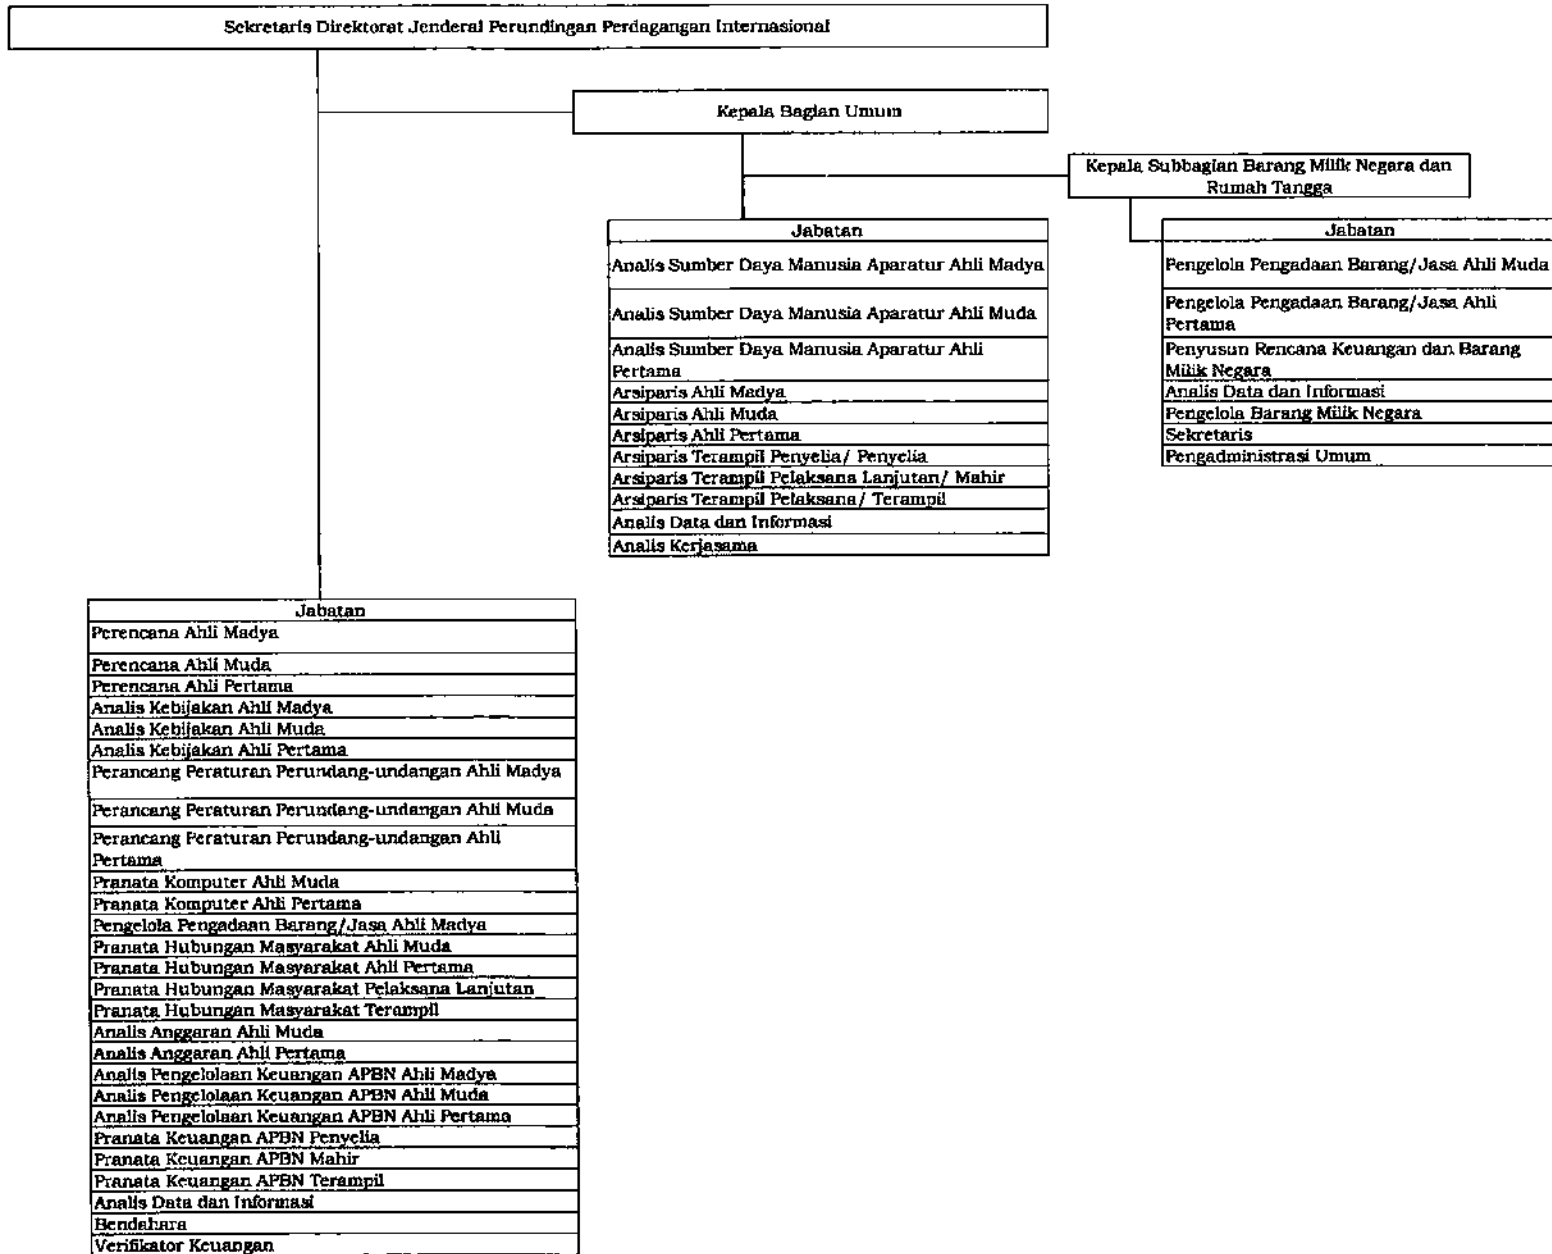 Sekretaris Direktorat Jenderal Perundingan Perdagangan Internasional
Kepala Bagian Umum
Kepala Subbagian Barang Milik Negara dan
Rumah Tangga
Jabatan
Analis Sumber Daya Manusia Aparatur Ahli Madya
Analis Sumber Daya Manusia Aparatur Ahli Muda
Analis Sumber Daya Manusia Aparatur Ahli
Pertama
Arsiparis Ahli Madya
Arsiparis Ahli Muda
Arsiparis Ahli Pertama
Arsiparis Terampil Penyelia/ Penyelia
Arsiparis Terampil Pelaksana Lanjutan/ Mahir
Arsiparis Terampil Pelaksana/ Terampil
Analis Data dan Informasi
Analis Kerjasama
Jabatan
Pengelola Pengadaan Barang/Jasa Ahli Muda
Pengelola Pengadaan Barang/Jasa Ahli
Pertama
Penyusun Rencana Keuangan dan Barang
Milik Negara
Analis Data dan Informasi
Pengelola Barang Milik Negara
Sekretaris
Pengadministrasi Umum
Jabatan
Perencana Ahli Madya
Perencana Ahli Muda
Perencana Ahli Pertama
Analis Kebijakan Ahli Madya
Analis Kebijakan Ahli Muda
Analis Kebijakan Ahli Pertama
Perancang Peraturan Perundang-undangan Ahli Madya
Perancang Peraturan Perundang-undangan Ahli Muda
Perancang Peraturan Perundang-undangan Ahli
Pertama
Pranata Komputer Ahli Muda
Pranata Komputer Ahli Pertama
Pengelola Pengadaan Barang/Jasa Ahli Madya
Pranata Hubungan Masyarakat Ahli Muda
Pranata Hubungan Masyarakat Ahli Pertama
Pranata Hubungan Masyarakat Pelaksana Lanjutan
Pranata Hubungan Masyarakat Terampil
Analis Anggaran Ahli Muda
Analis Anggaran Ahli Pertama
Analis Pengelolaan Keuangan APBN Ahli Madya
Analis Pengelolaan Keuangan APBN Ahli Muda
Analis Pengelolaan Keuangan APBN Ahli Pertama
Pranata Keuangan APBN Penyelia
Pranata Keuangan APBN Mahir
Pranata Keuangan APBN Terampil
Analis Data dan Informasi
Bendahara
Verifikator Keuangan